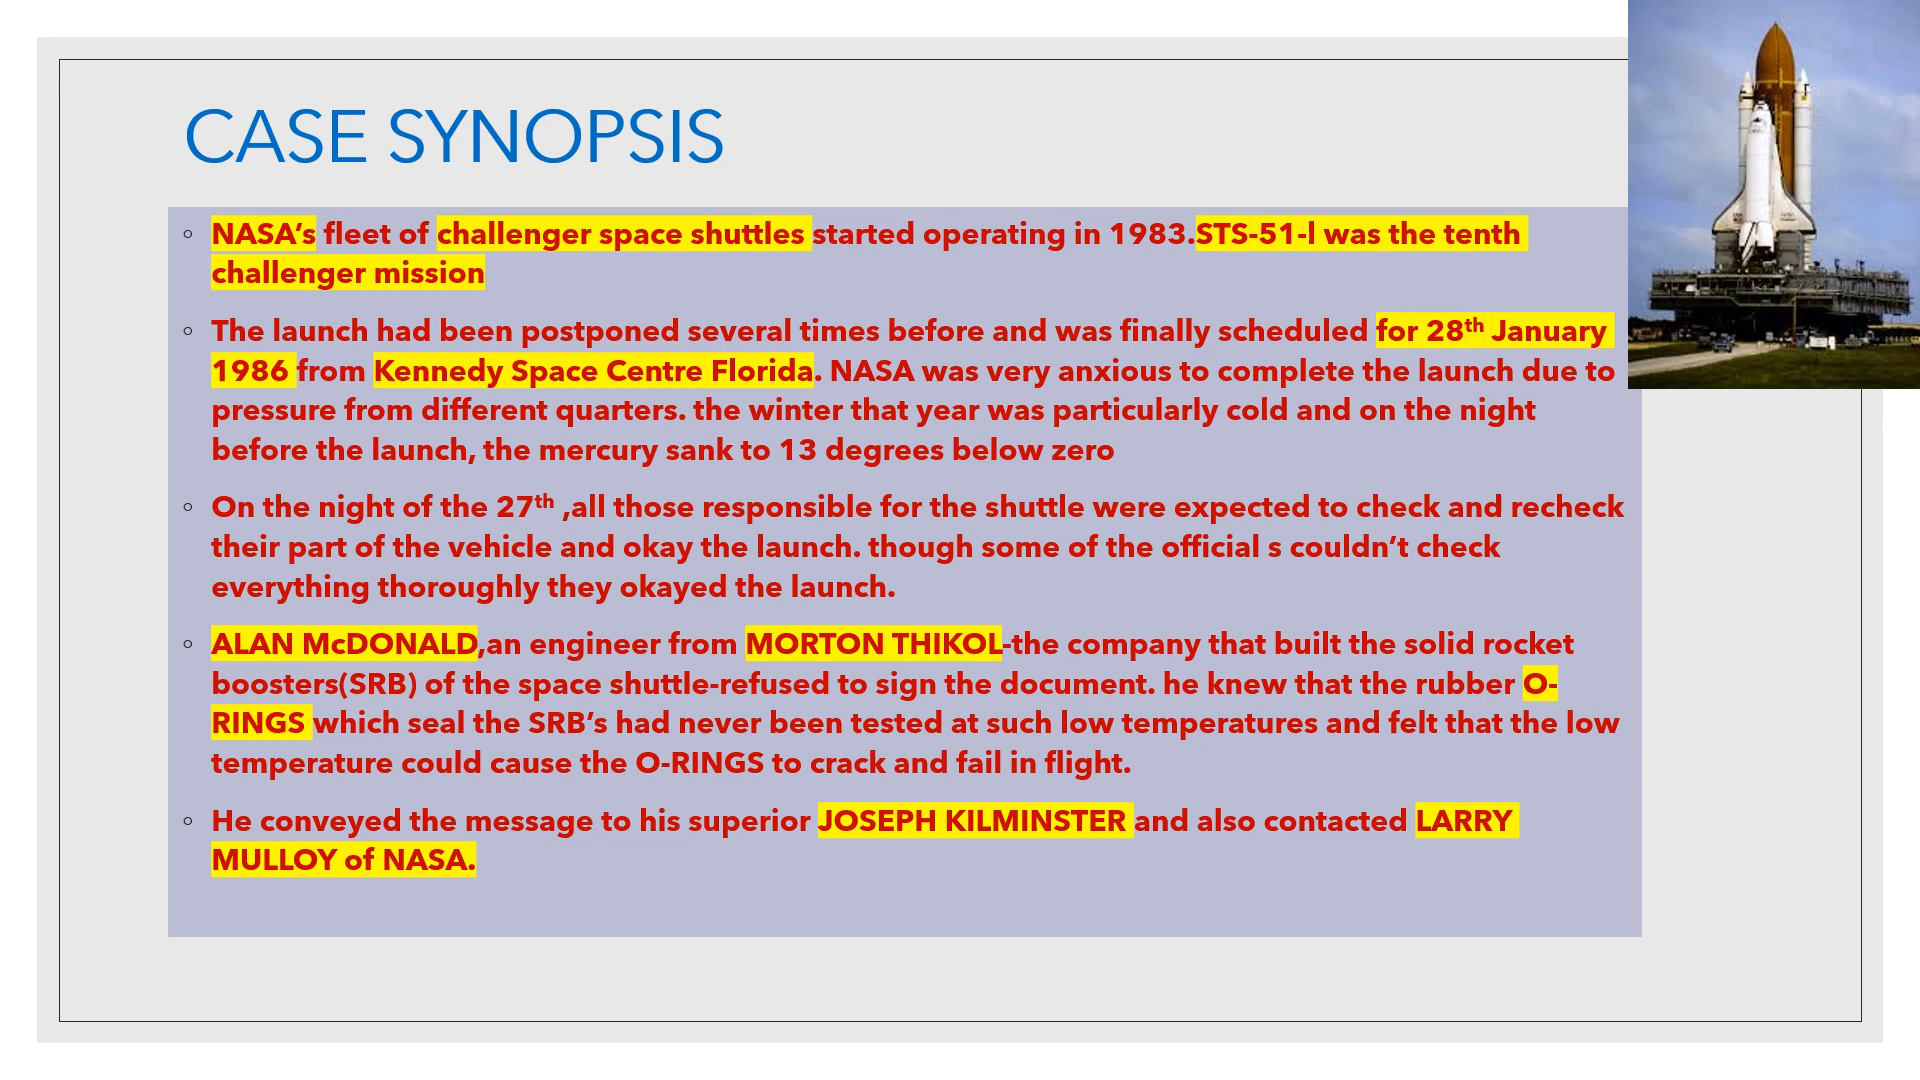 CASE SYNOPSIS
◦ NASA’s fleet of challenger space shuttles started operating in 1983.STS-51-l was the tenth
challenger mission
◦ The launch had been postponed several times before and was finally scheduled for 28th January
1986 from Kennedy Space Centre Florida. NASA was very anxious to complete the launch due to
pressure from different quarters. the winter that year was particularly cold and on the night
before the launch, the mercury sank to 13 degrees below zero
◦ On the night of the 27th ,all those responsible for the shuttle were expected to check and recheck
their part of the vehicle and okay the launch. though some of the official s couldn’t check
everything thoroughly they okayed the launch.
◦ ALAN McDONALD,an engineer from MORTON THIKOL-the company that built the solid rocket
boosters(SRB) of the space shuttle-refused to sign the document. he knew that the rubber O-
RINGS which seal the SRB’s had never been tested at such low temperatures and felt that the low
temperature could cause the O-RINGS to crack and fail in flight.
◦ He conveyed the message to his superior JOSEPH KILMINSTER and also contacted LARRY
MULLOY of NASA.